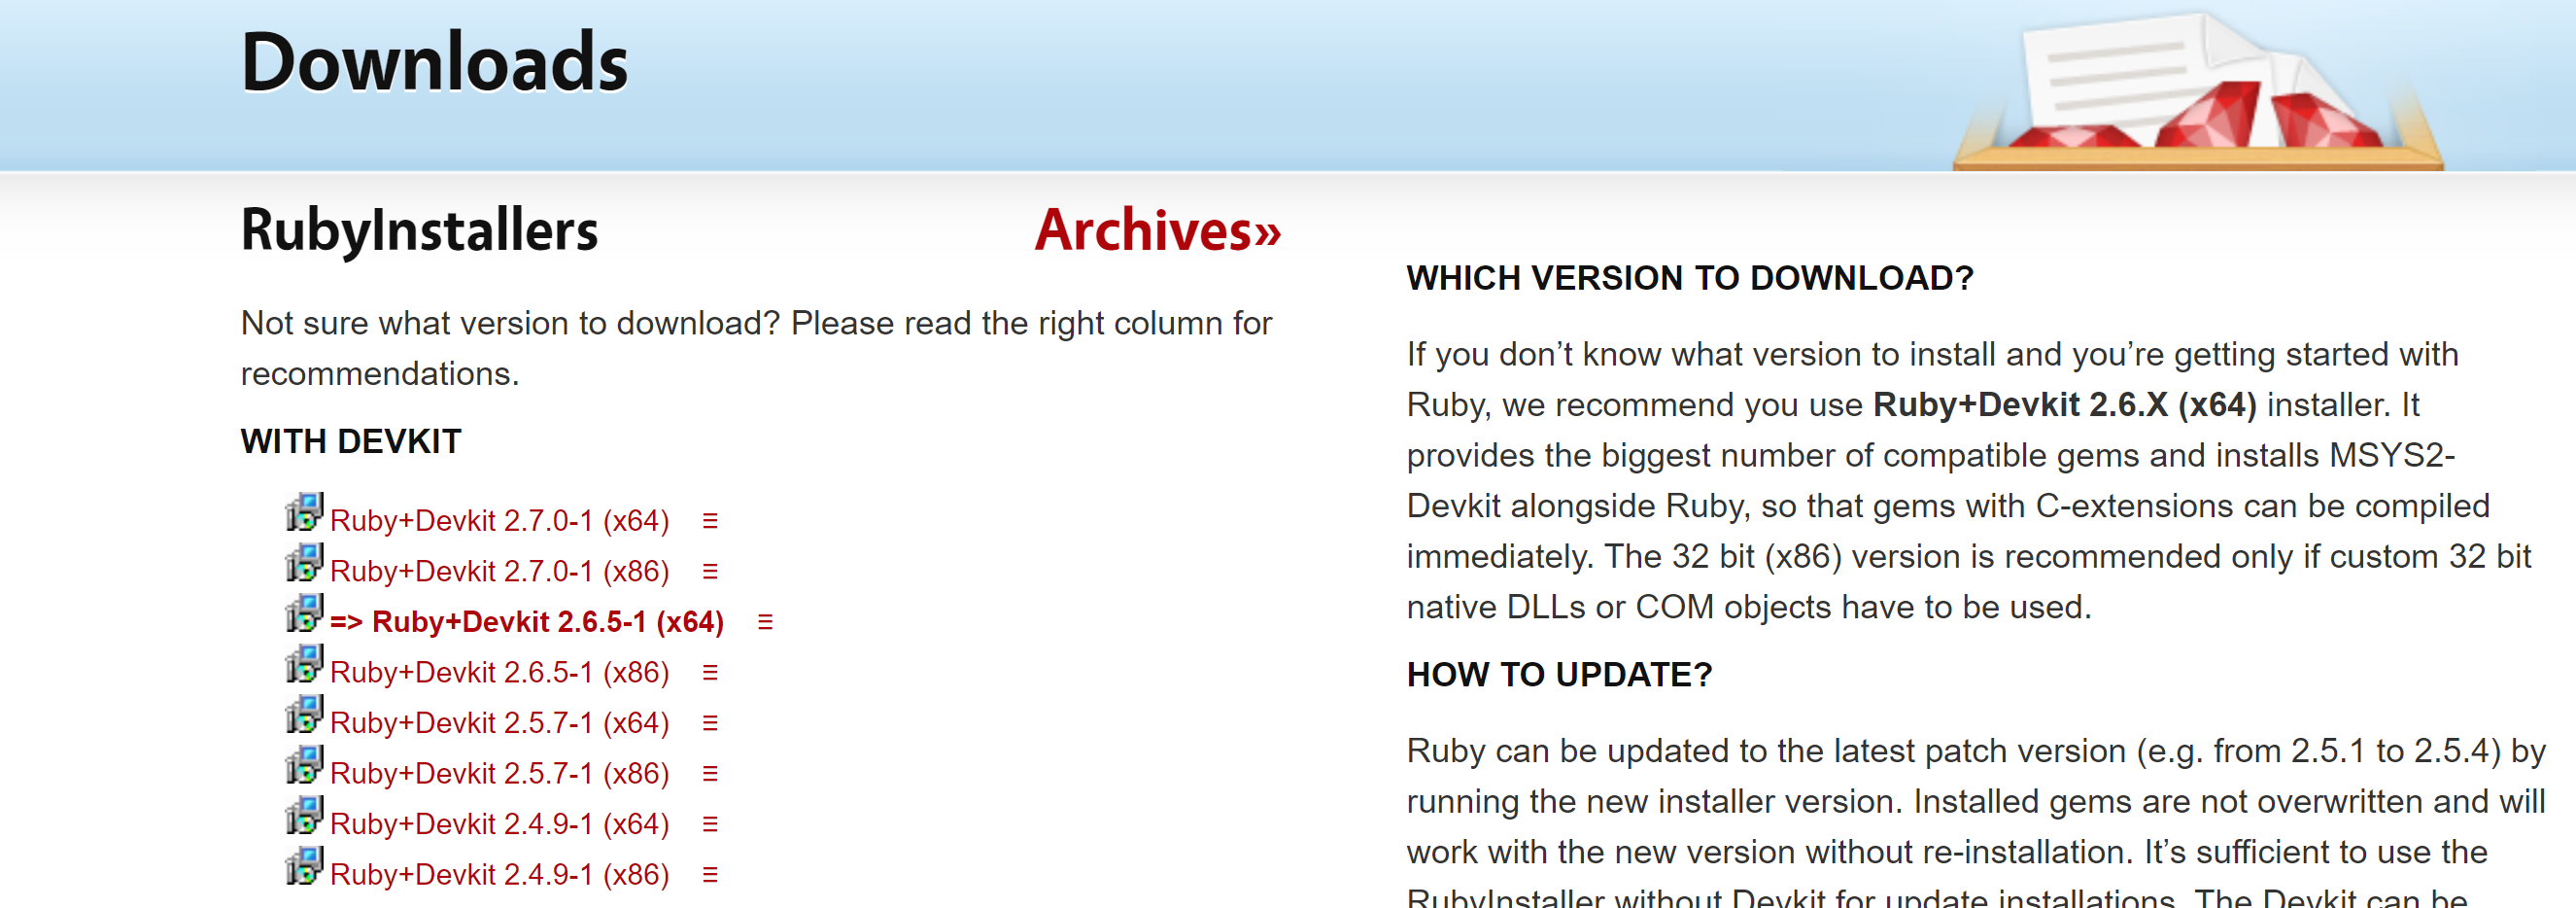 Downloads
RubyInstallers
Archives»
Not sure what version to download? Please read the right column for
recommendations.
WITH DEVKIT
Ruby+Devkit 2.7.0-1 (x64) ≡
Ruby+Devkit 2.7.0-1 (x86) ≡
=> Ruby+Devkit 2.6.5-1 (x64) ≡
Ruby+Devkit 2.6.5-1 (x86) ≡
Ruby+Devkit 2.5.7-1 (x64) ≡
Ruby+Devkit 2.5.7-1 (x86) ≡
Ruby+Devkit 2.4.9-1 (x64) ≡
Ruby+Devkit 2.4.9-1 (x86) ≡
WHICH VERSION TO DOWNLOAD?
If you don’t know what version to install and you’re getting started with
Ruby, we recommend you use Ruby+Devkit 2.6.X (x64) installer. It
provides the biggest number of compatible gems and installs MSYS2-
Devkit alongside Ruby, so that gems with C-extensions can be compiled
immediately. The 32 bit (x86) version is recommended only if custom 32 bit
native DLLs or COM objects have to be used.
HOW TO UPDATE?
Ruby can be updated to the latest patch version (e.g. from 2.5.1 to 2.5.4) by
running the new installer version. Installed gems are not overwritten and will
work with the new version without re-installation. It’s sufficient to use the
RubyInstaller without Devkit for update installations. The Devkit can be